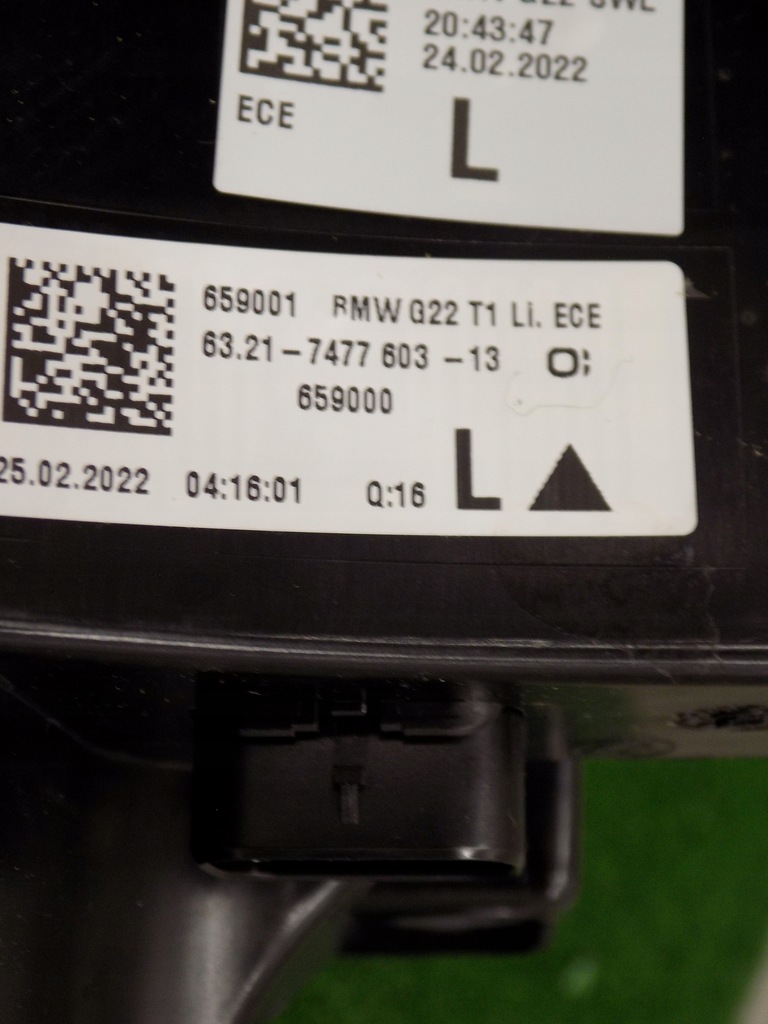 20:43:47
24.02.2022
ECE
L
659001 BMW G22 T1 Li. ECE
63.21-7477 603 -13
659000
25.02.2022 04:16:01 Q:16 L